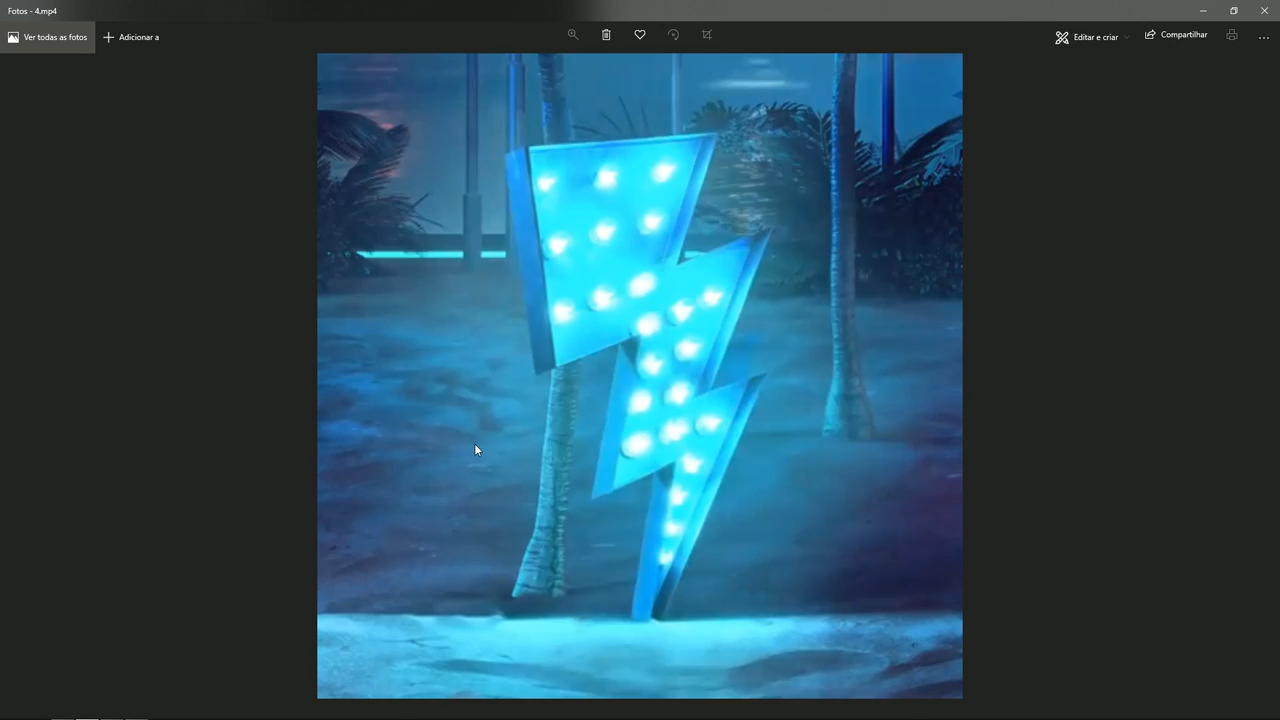 Fotos - 4.mp4
Ver todas as fotos
Adicionar a
Editar e criar
Compartilhar